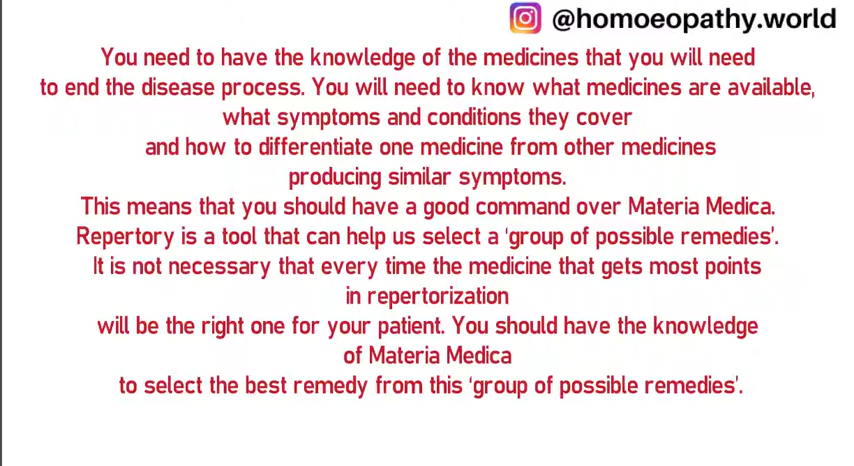 @homoeopathy.world
You need to have the knowledge of the medicines that you will need
to end the disease process. You will need to know what medicines are available,
what symptoms and conditions they cover
and how to differentiate one medicine from other medicines
producing similar symptoms.
This means that you should have a good command over Materia Medica.
Repertory is a tool that can help us select a ‘group of possible remedies’.
It is not necessary that every time the medicine that gets most points
in repertorization
will be the right one for your patient. You should have the knowledge
of Materia Medica
to select the best remedy from this ‘group of possible remedies’.